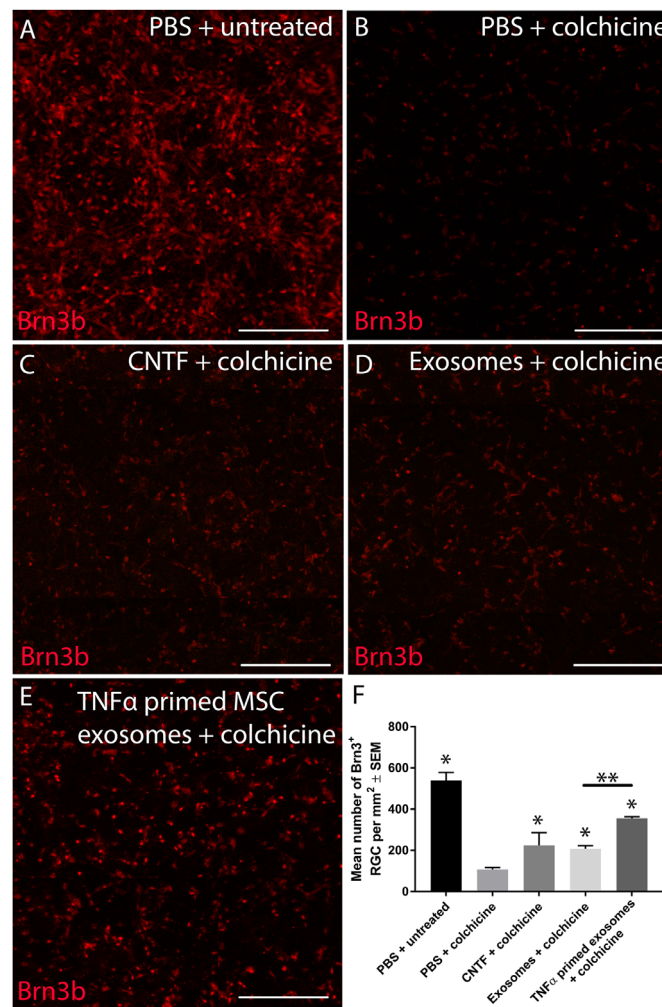 A
PBS + untreated
Brn3b
B
PBS + colchicine
C
CNTF + colchicine
Brn3b
D
Exosomes + colchicine
Brn3b
E
TNFα primed MSC
exosomes + colchicine
Brn3b
F
Mean number of Brn3⁺
RGC per mm² ± SEM
800
600
400
200
0
*
*
*
**
*
PBS + untreated
PBS + colchicine
CNTF + colchicine
Exosomes + colchicine
TNFα primed exosomes
+ colchicine
Brn3b